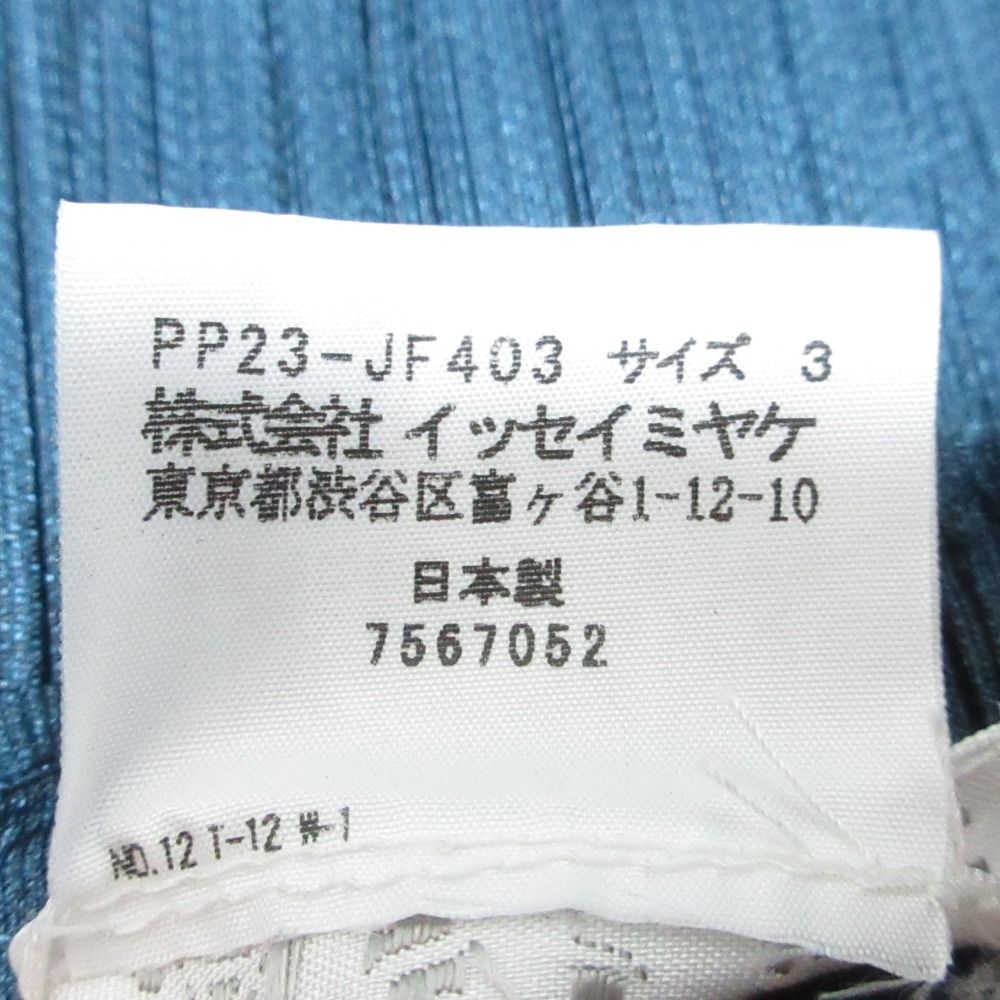 PP23-JF403 サイズ 3
株式会社 イッセイミヤケ
東京都渋谷区富ヶ谷1-12-10
日本製
7567052
NO.12 T-12 W-1